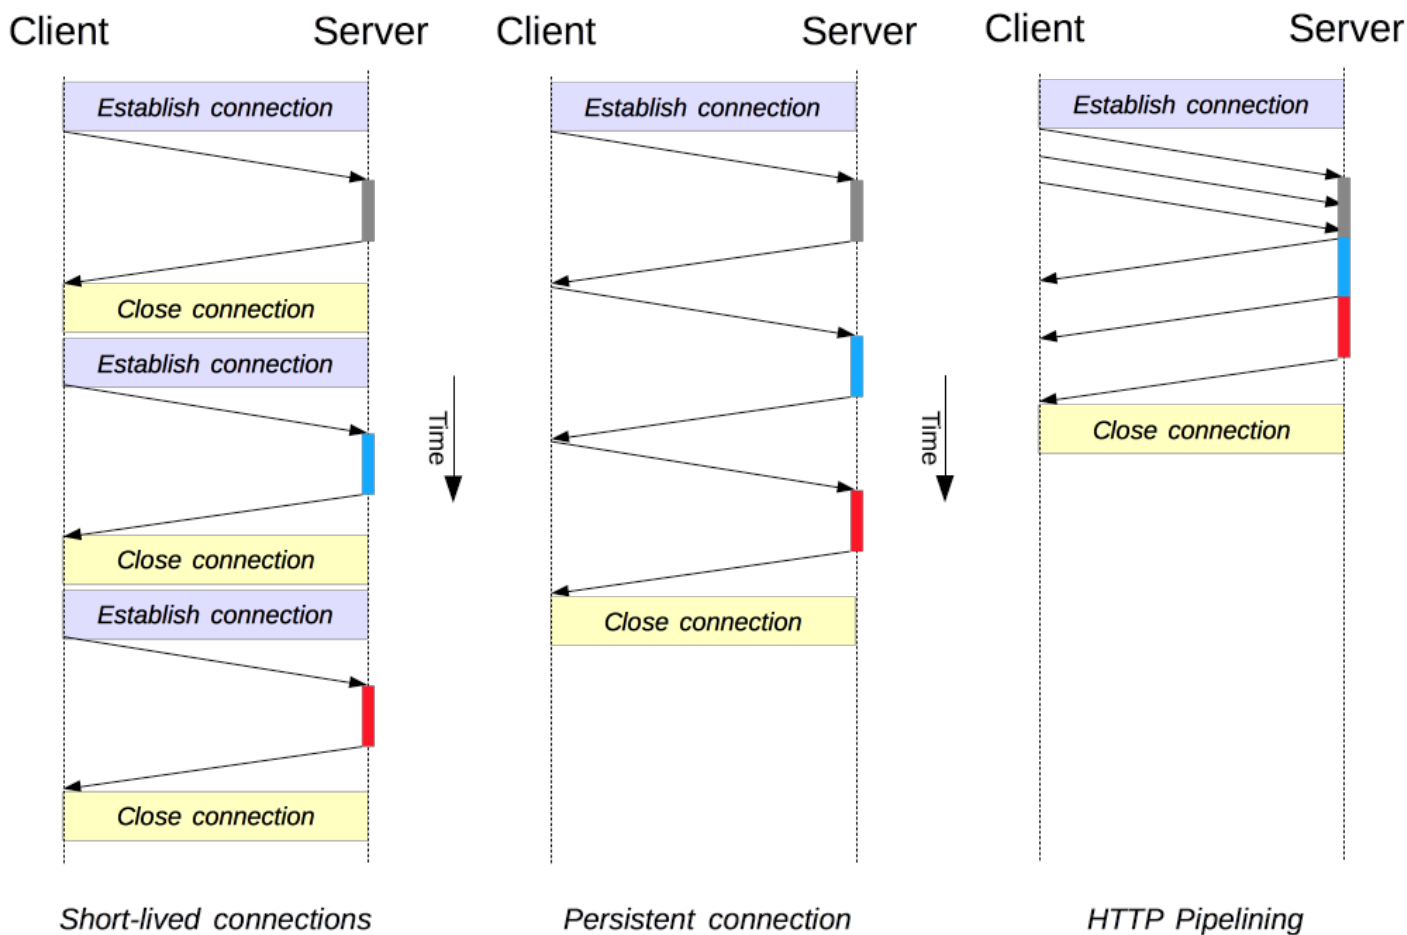 Client Server
Establish connection
Close connection
Establish connection
Close connection
Establish connection
Close connection
Short-lived connections
Time
Client Server
Establish connection
Close connection
Persistent connection
Time
Client Server
Establish connection
Close connection
HTTP Pipelining